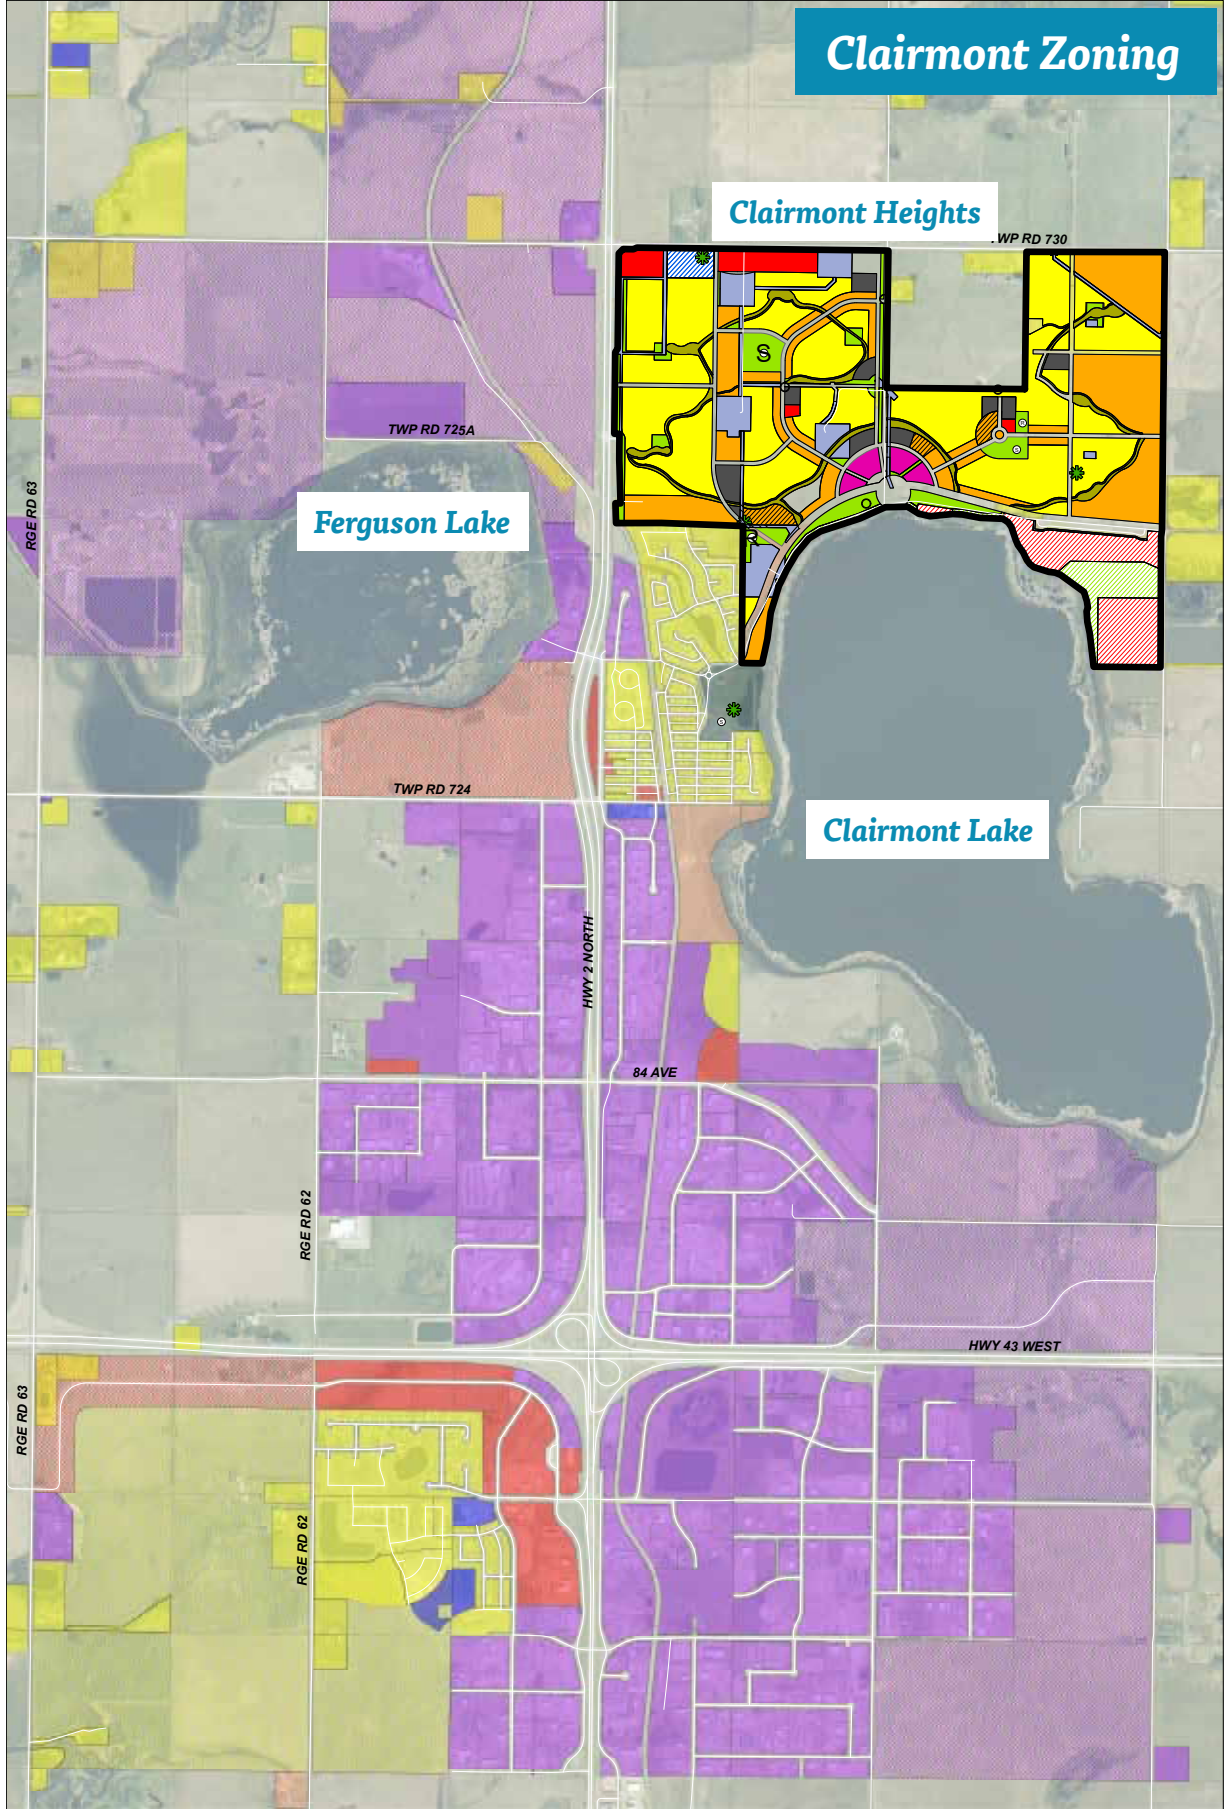 Clairmont Zoning
Clairmont Heights
TWP RD 730
S
TWP RD 725A
RGE RD 63
Ferguson Lake
S
S
TWP RD 724
Clairmont Lake
HWY 2 NORTH
84 AVE
RGE RD 62
HWY 43 WEST
RGE RD 63
RGE RD 62